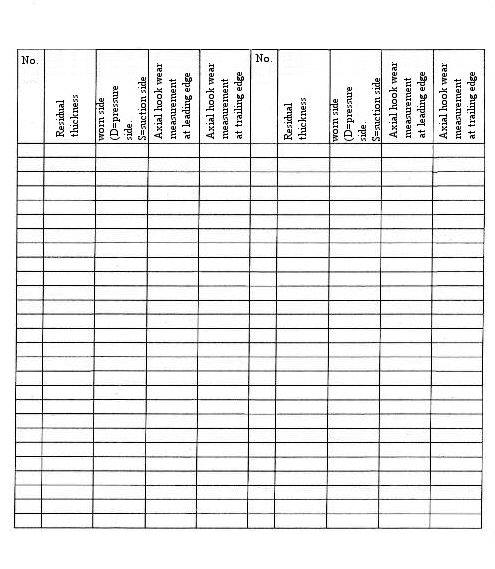 No.
Residual
thickness
worn side
(D=pressure
side.
S=suction side
Axial hook wear
measurement
at leading edge
Axial hook wear
measurement
at trailing edge
No.
Residual
thickness
worn side
(D=pressure
side.
S=suction side
Axial hook wear
measurement
at leading edge
Axial hook wear
measurement
at trailing edge